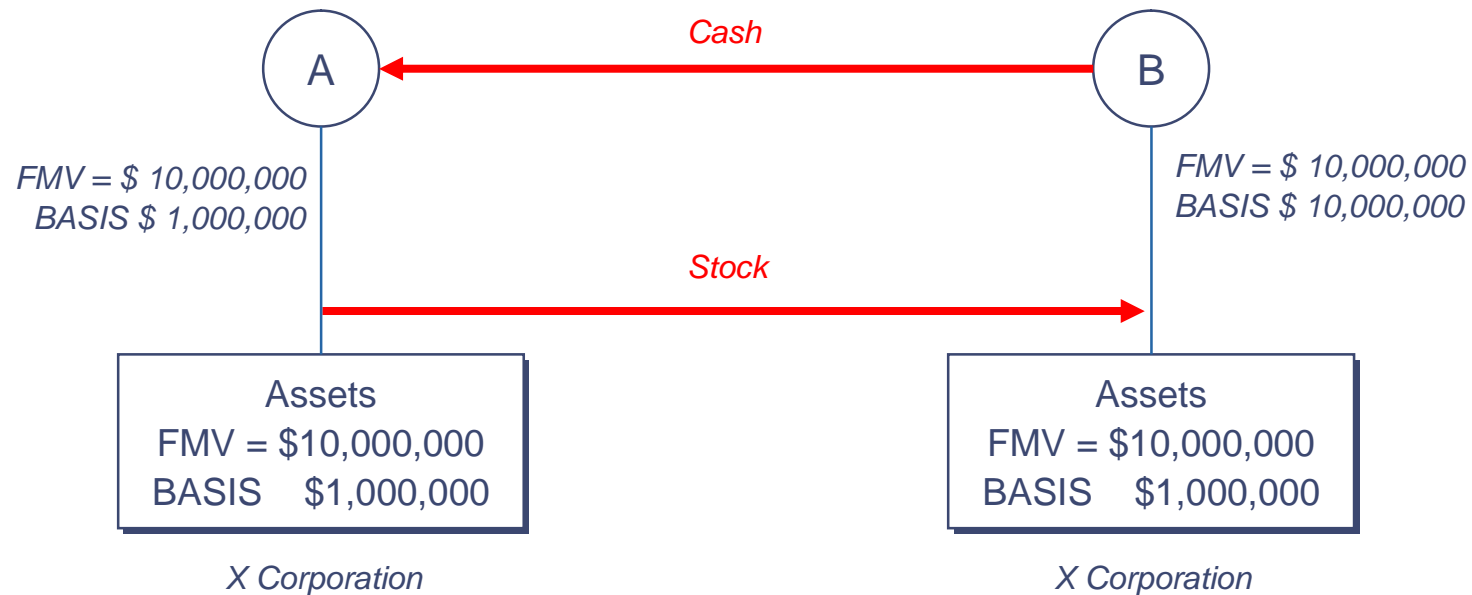 Cash
A
B
FMV = $ 10,000,000
BASIS $ 1,000,000
FMV = $ 10,000,000
BASIS $ 10,000,000
Stock
Assets
FMV = $10,000,000
BASIS $1,000,000
Assets
FMV = $10,000,000
BASIS $1,000,000
X Corporation
X Corporation